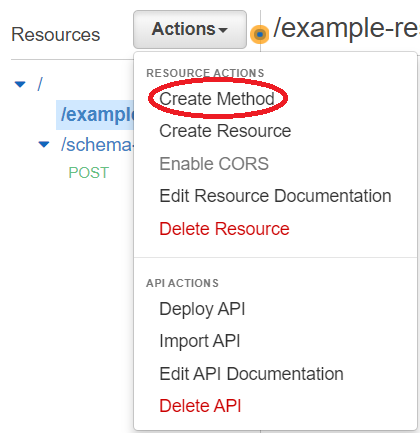 Resources
Actions
/example-re
/
/example
/schema-
POST
RESOURCE ACTIONS
Create Method
Create Resource
Enable CORS
Edit Resource Documentation
Delete Resource
API ACTIONS
Deploy API
Import API
Edit API Documentation
Delete API